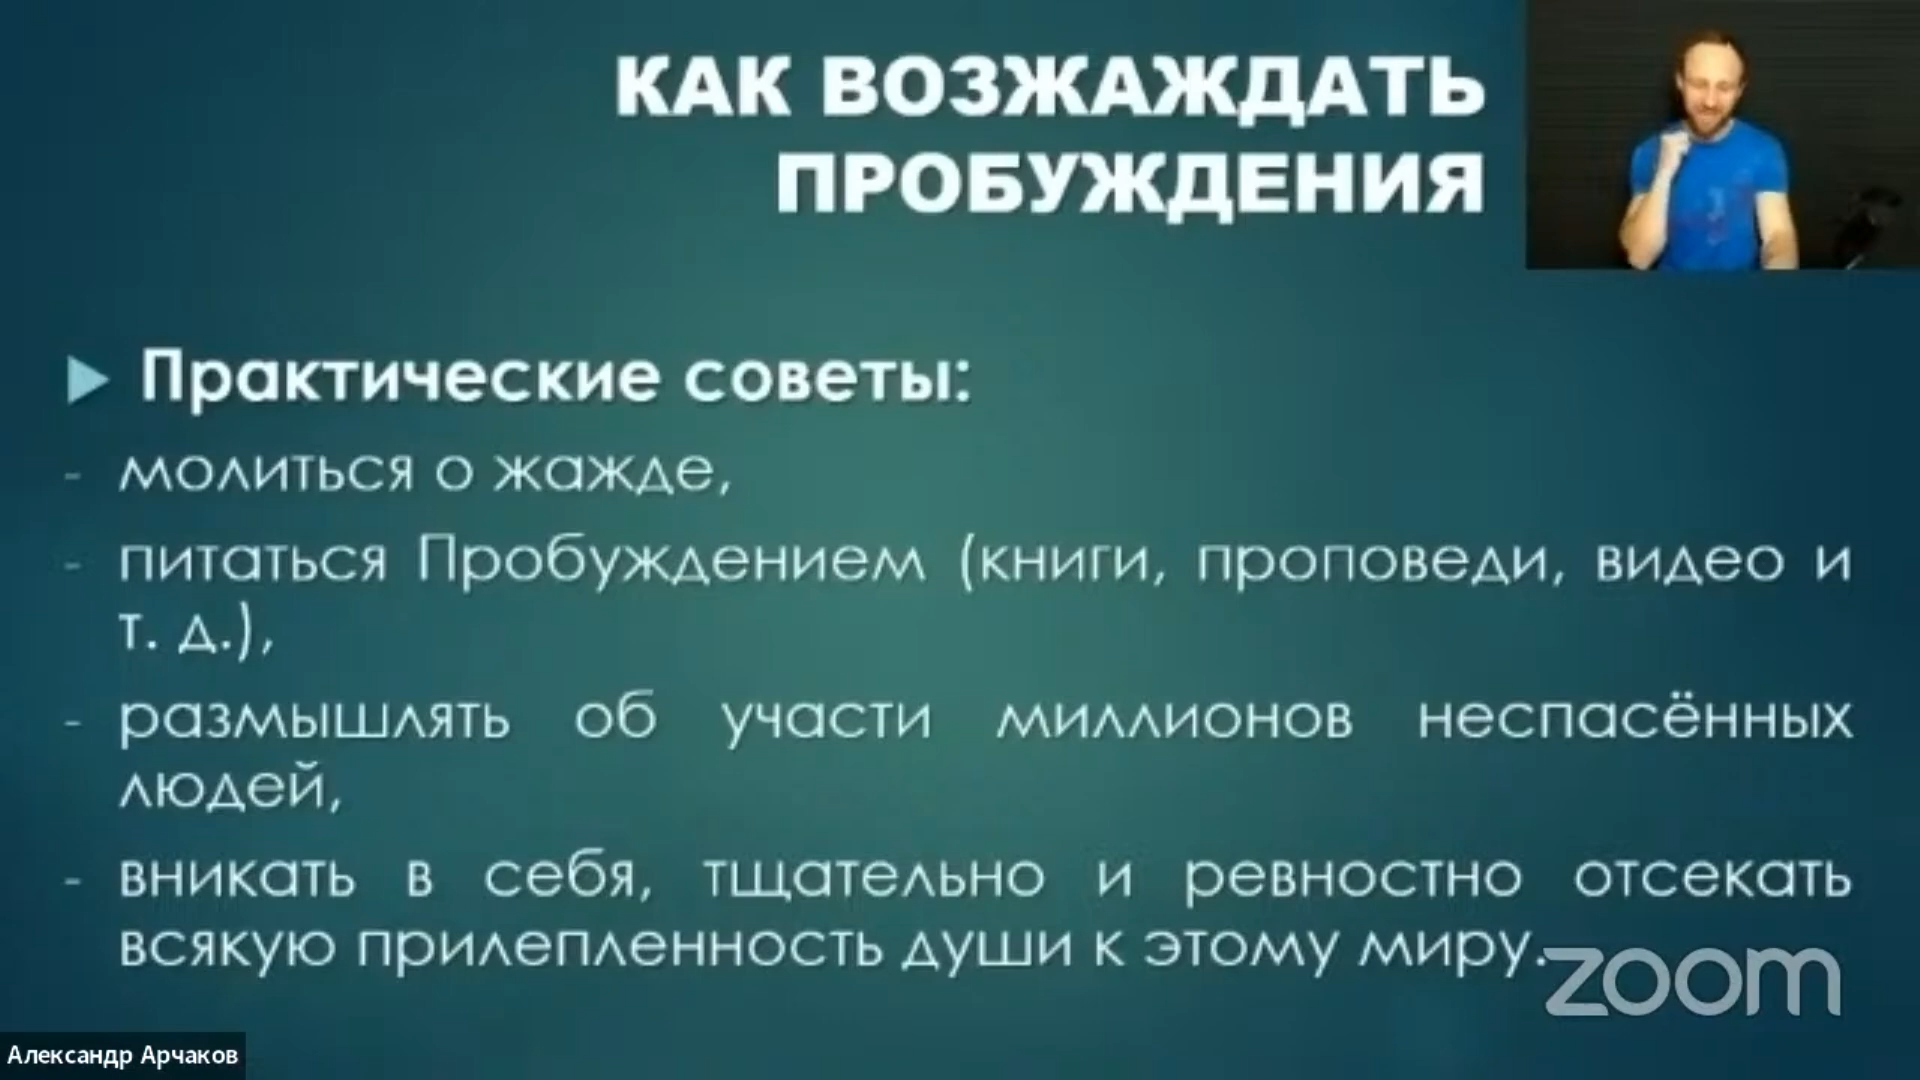 КАК ВОЗЖАЖДАТЬ
ПРОБУЖДЕНИЯ
Практические советы:
- молиться о жажде,
- питаться Пробуждением (книги, проповеди, видео и
т. д.),
- размышлять об участи миллионов неспасённых
людей,
- вникать в себя, тщательно и ревностно отсекать
всякую прилепленность души к этому миру.
zoom
Александр Арчаков